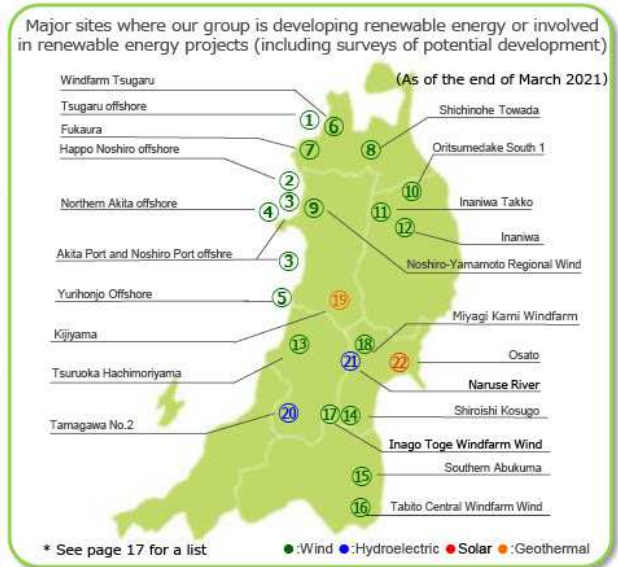 Major sites where our group is developing renewable energy or involved
in renewable energy projects (including surveys of potential development)
(As of the end of March 2021)
Windfarm Tsugaru
Tsugaru offshore
Fukaura
Happo Noshiro offshore
Northern Akita offshore
Akita Port and Noshiro Port offshre
Yurihonjo Offshore
Kijiyama
Tsuruoka Hachimoriyama
Tamagawa No.2
Shichinohe Towada
Oritsumedake South 1
Inaniwa Takko
Inaniwa
Noshiro-Yamamoto Regional Wind
Miyagi Kami Windfarm
Osato
Naruse River
Shiroishi Kosugo
Inago Toge Windfarm Wind
Southern Abukuma
Tabito Central Windfarm Wind
1
6
7
8
2
3
4
9
10
11
12
3
5
19
13
18
21
22
20
17
14
15
16
* See page 17 for a list
:Wind :Hydroelectric :Solar :Geothermal